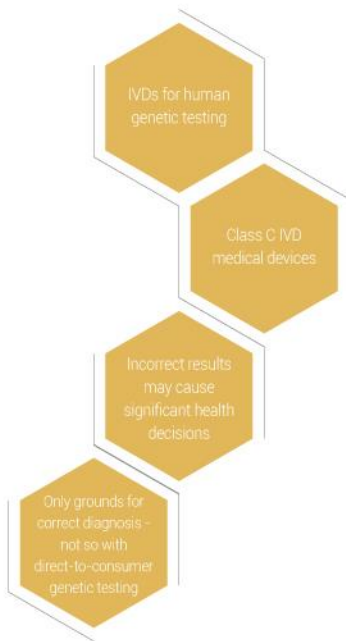 IVDs for human
genetic testing
Class C IVD
medical devices
Incorrect results
may cause
significant health
decisions
Only grounds for
correct diagnosis -
not so with
direct-to-consumer
genetic testing